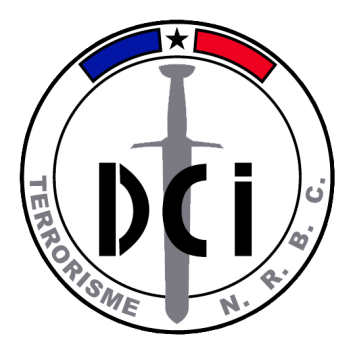 DCi
TERRORISME
N. R. B. C.